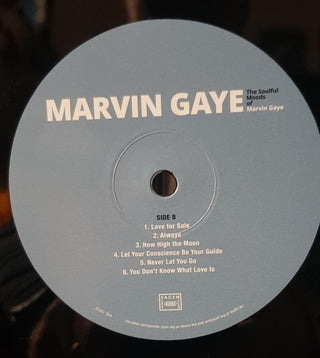 MARVIN GAYE
The Soulful
Moods
of
Marvin Gaye
SIDE B
1. Love for Sale
2. Always
3. How High the Moon
4. Let Your Conscience Be Your Guide
5. Never Let You Go
6. You Don't Know What Love Is
SACEM